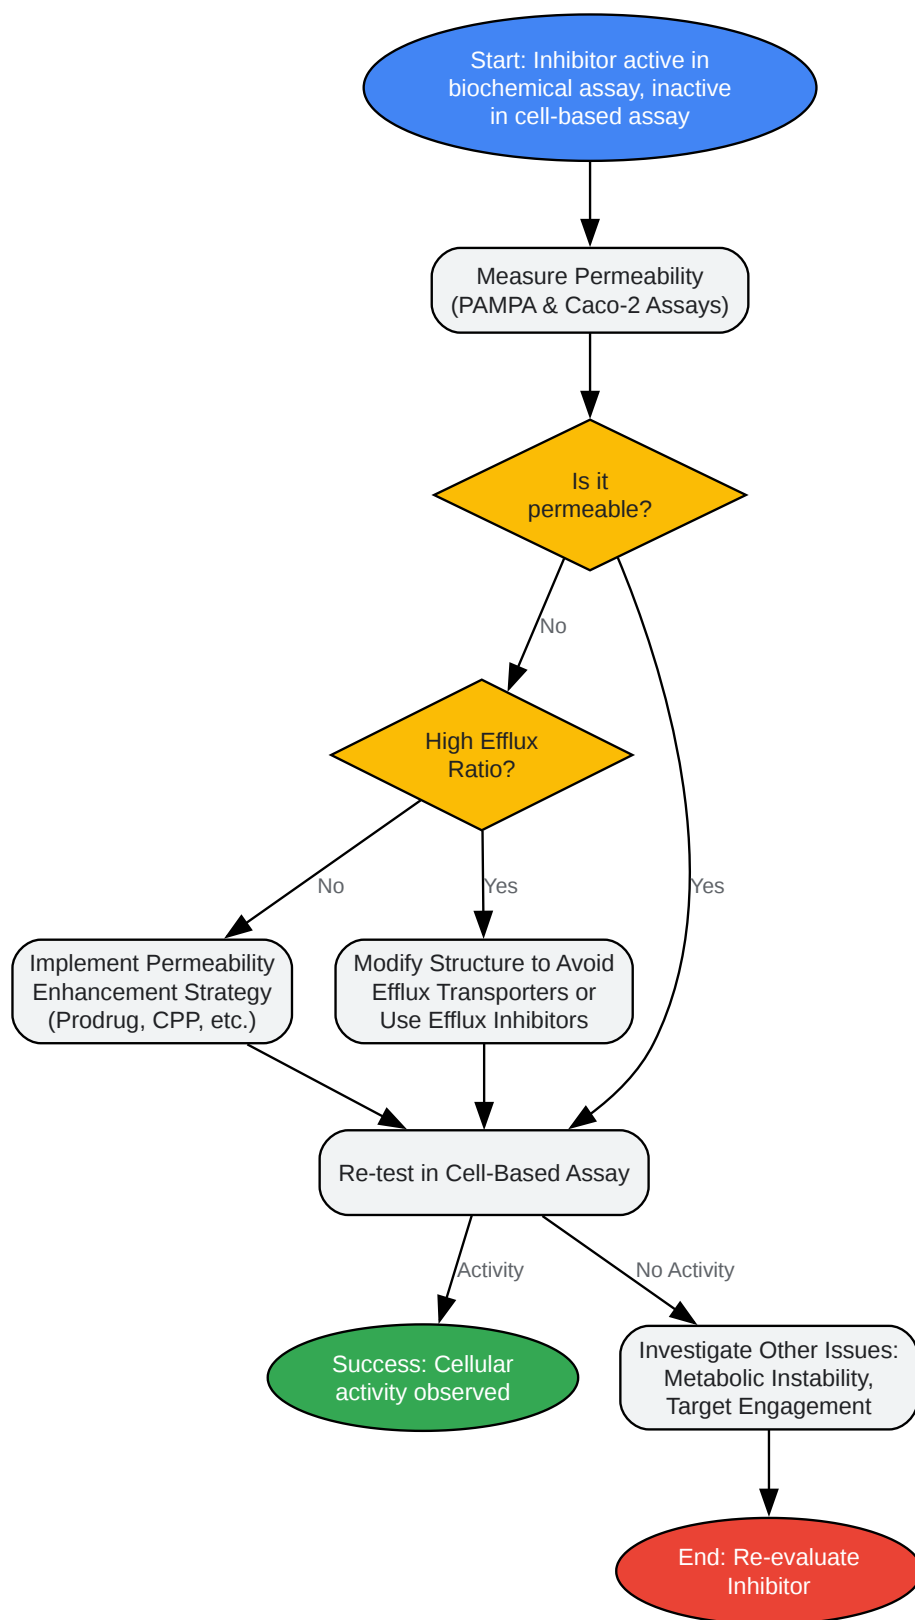 Start: Inhibitor active in
biochemical assay, inactive
in cell-based assay
Measure Permeability
(PAMPA & Caco-2 Assays)
Is it
permeable?
No
High Efflux
Ratio?
No
Yes
Yes
Implement Permeability
Enhancement Strategy
(Prodrug, CPP, etc.)
Modify Structure to Avoid
Efflux Transporters or
Use Efflux Inhibitors
Re-test in Cell-Based Assay
Activity
No Activity
Success: Cellular
activity observed
Investigate Other Issues:
Metabolic Instability,
Target Engagement
End: Re-evaluate
Inhibitor